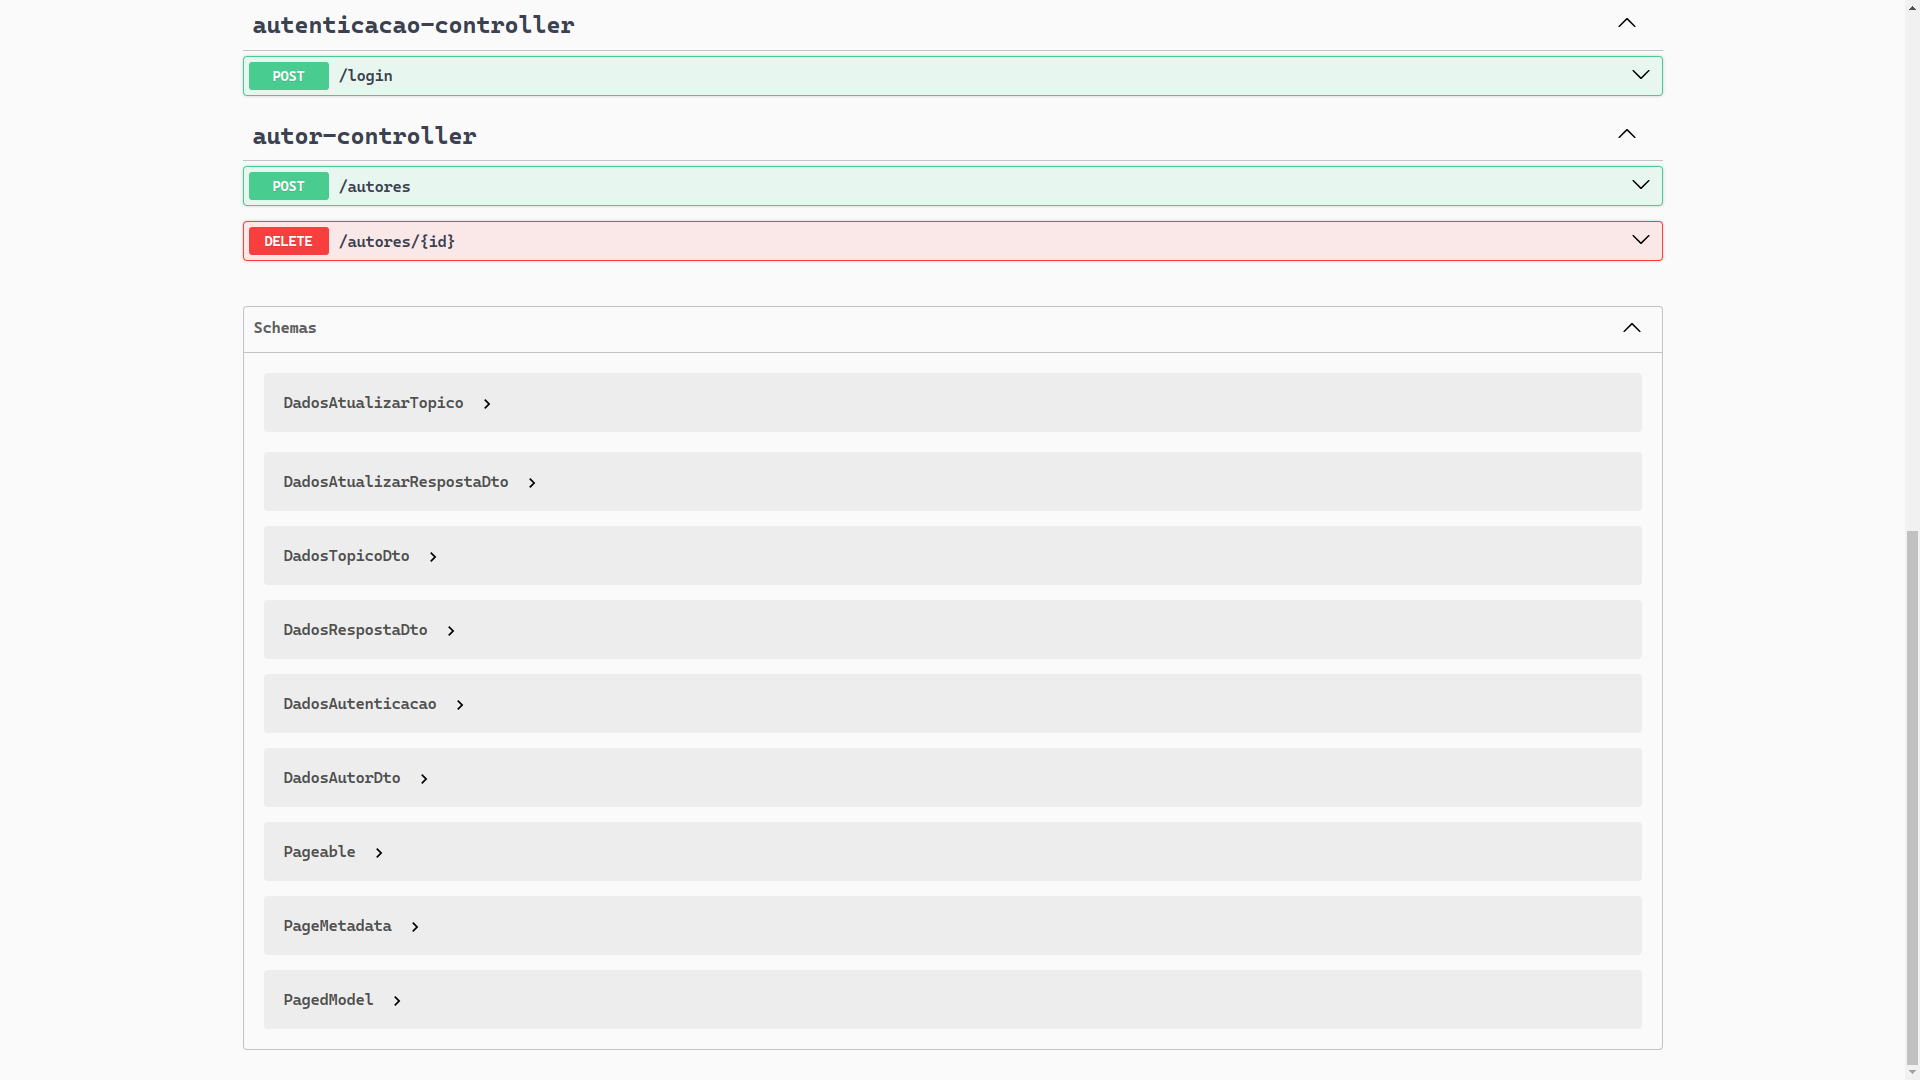 autenticacao-controller
POST /login
autor-controller
POST /autores
DELETE /autores/{id}
Schemas
DadosAtualizarTopico
DadosAtualizarRespostaDto
DadosTopicoDto
DadosRespostaDto
DadosAutenticacao
DadosAutorDto
Pageable
PageMetadata
PagedModel